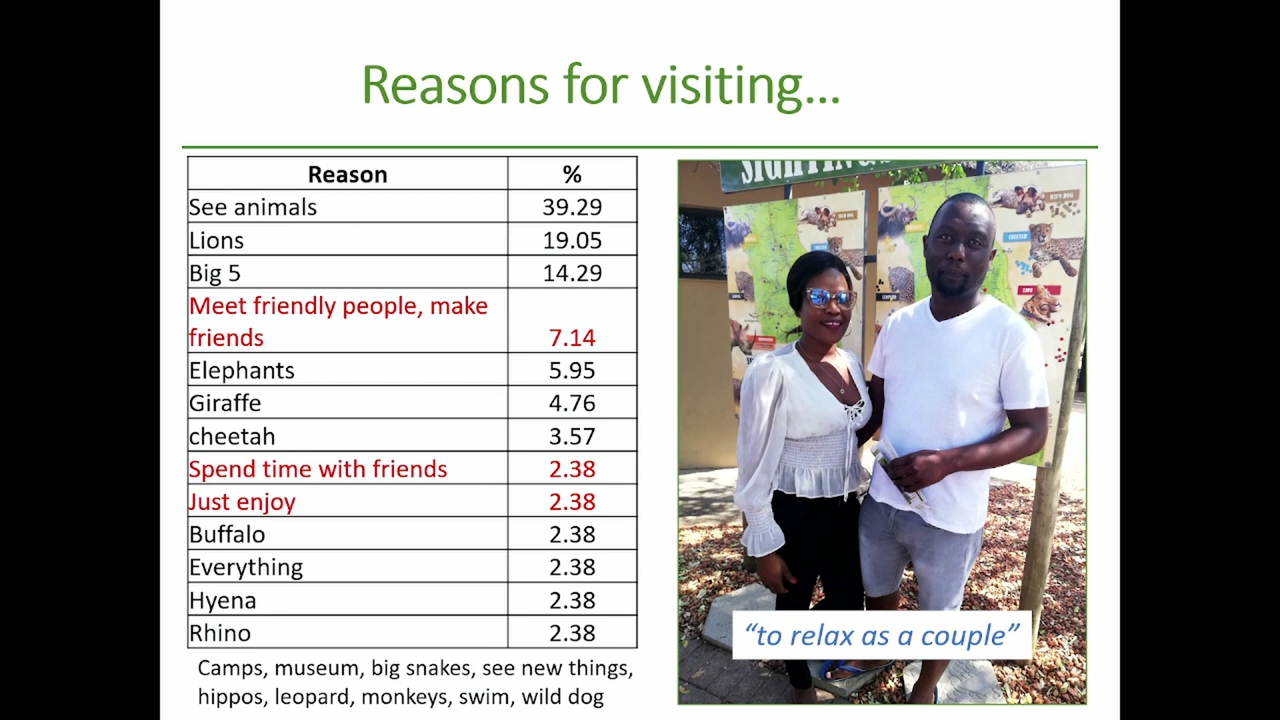 Reasons for visiting...
Reason %
See animals 39.29
Lions 19.05
Big 5 14.29
Meet friendly people, make
friends 7.14
Elephants 5.95
Giraffe 4.76
cheetah 3.57
Spend time with friends 2.38
Just enjoy 2.38
Buffalo 2.38
Everything 2.38
Hyena 2.38
Rhino 2.38
Camps, museum, big snakes, see new things,
hippos, leopard, monkeys, swim, wild dog
WILD DOG
CHEETAH
“to relax as a couple”